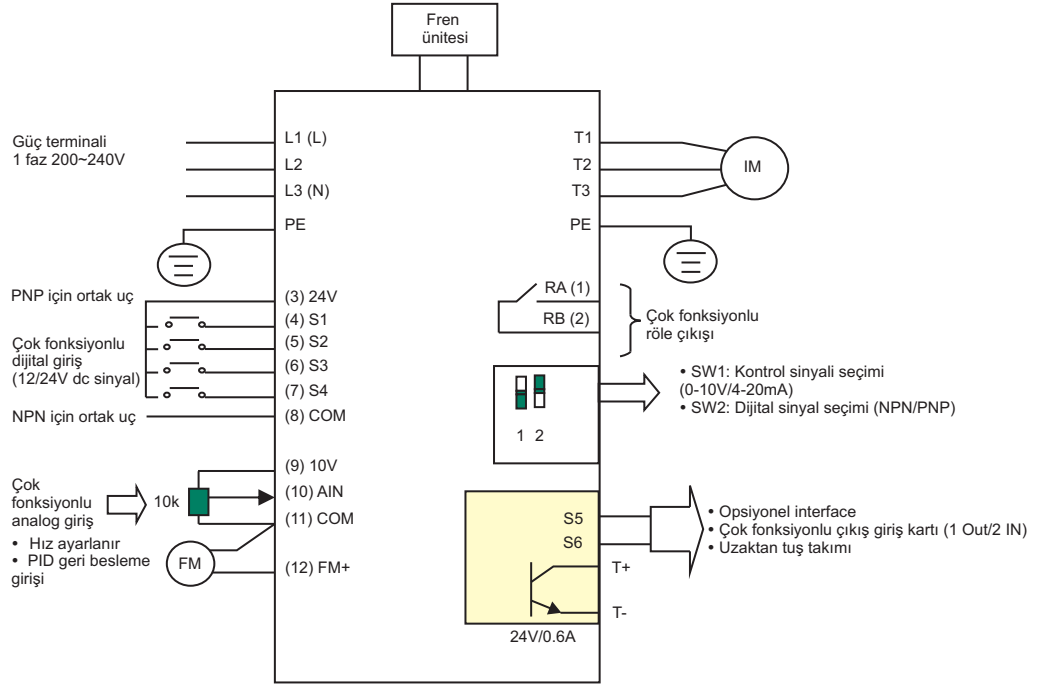 Fren
ünitesi
Güç terminali
1 faz 200~240V
L1 (L)
L2
L3 (N)
PE
T1
T2
T3
PE
IM
PNP için ortak uç
Çok fonksiyonlu
dijital giriş
(12/24V dc sinyal)
NPN için ortak uç
(3) 24V
(4) S1
(5) S2
(6) S3
(7) S4
(8) COM
RA (1)
RB (2)
Çok fonksiyonlu
röle çıkışı
1 2
• SW1: Kontrol sinyali seçimi
(0-10V/4-20mA)
• SW2: Dijital sinyal seçimi (NPN/PNP)
Çok
fonksiyonlu
analog giriş
• Hız ayarlanır
• PID geri besleme
girişi
10k
FM
(9) 10V
(10) AIN
(11) COM
(12) FM+
S5
S6
T+
T-
24V/0.6A
• Opsiyonel interface
• Çok fonksiyonlu çıkış giriş kartı (1 Out/2 IN)
• Uzaktan tuş takımı